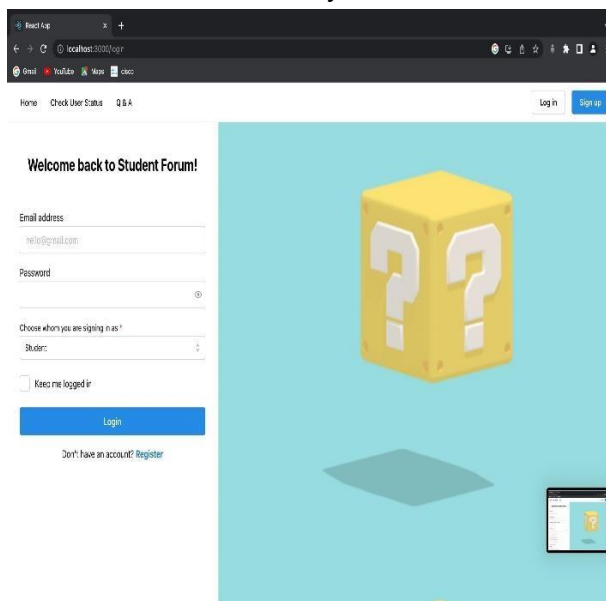 React App
localhost:3000/login
Gmail YouTube Maps cisco
Home Check User Status Q & A Log in Sign up
Welcome back to Student Forum!
Email address
hello@gmail.com
Password
Choose whom you are signing in as *
Student
Keep me logged in
Login
Don't have an account? Register
? ?